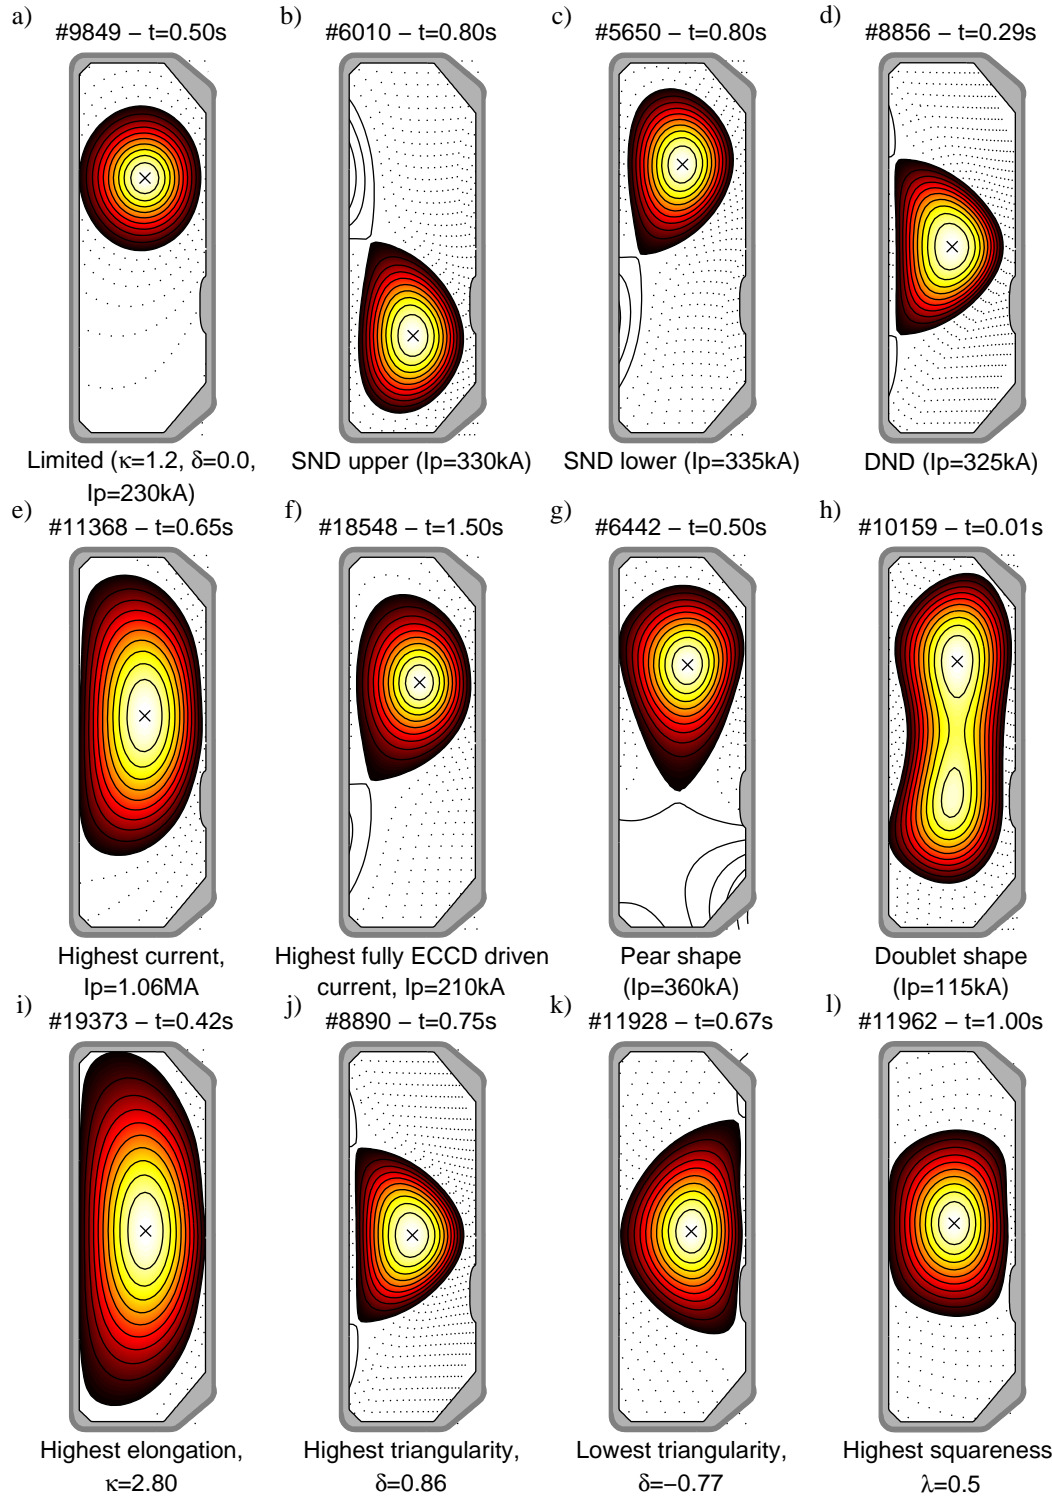 a)
#9849 – t=0.50s
b)
#6010 – t=0.80s
c)
#5650 – t=0.80s
d)
#8856 – t=0.29s
Limited (κ=1.2, δ=0.0,
Ip=230kA)
SND upper (Ip=330kA)
SND lower (Ip=335kA)
DND (Ip=325kA)
e)
#11368 – t=0.65s
f)
#18548 – t=1.50s
g)
#6442 – t=0.50s
h)
#10159 – t=0.01s
Highest current,
Ip=1.06MA
Highest fully ECCD driven
current, Ip=210kA
Pear shape
(Ip=360kA)
Doublet shape
(Ip=115kA)
i)
#19373 – t=0.42s
j)
#8890 – t=0.75s
k)
#11928 – t=0.67s
l)
#11962 – t=1.00s
Highest elongation,
κ=2.80
Highest triangularity,
δ=0.86
Lowest triangularity,
δ=−0.77
Highest squareness
λ=0.5